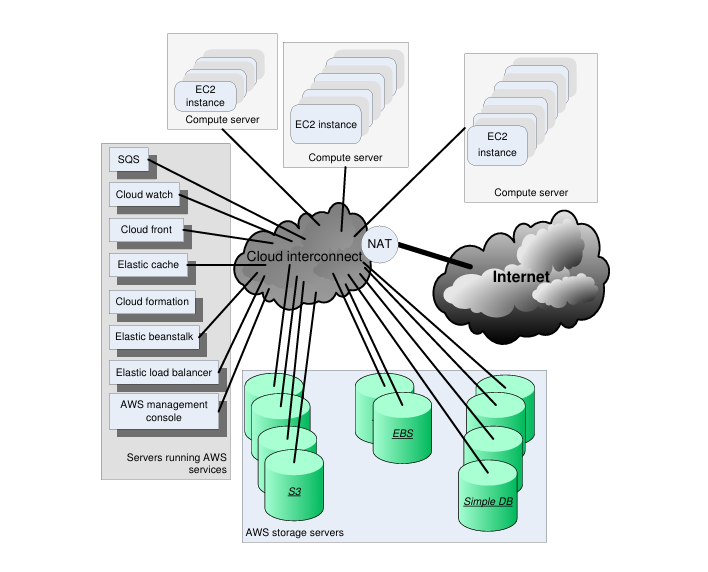 EC2
instance
Compute server
EC2 instance
Compute server
EC2
instance
Compute server
SQS
Cloud watch
Cloud front
Elastic cache
Cloud formation
Elastic beanstalk
Elastic load balancer
AWS management
console
Servers running AWS
services
Cloud interconnect
NAT
Internet
EBS
S3
Simple DB
AWS storage servers